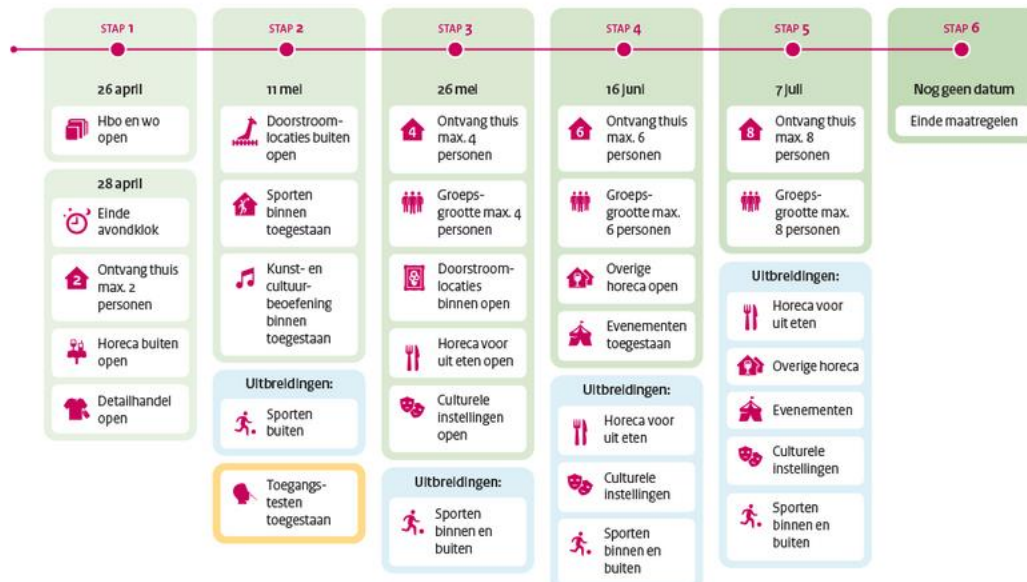 STAP 1
26 april
Hbo en wo
open
28 april
Einde
avondklok
2
Ontvang thuis
max. 2
personen
Horeca buiten
open
Detailhandel
open
STAP 2
11 mei
Doorstroom-
locaties buiten
open
Sporten
binnen
toegestaan
Kunst- en
cultuur-
beoefening
binnen
toegestaan
Uitbreidingen:
Sporten
buiten
Toegangs-
testen
toegestaan
STAP 3
26 mei
4
Ontvang thuis
max. 4
personen
Groeps-
grootte max. 4
personen
Doorstroom-
locaties
binnen open
Horeca voor
uit eten open
Culturele
instellingen
open
Uitbreidingen:
Sporten
binnen en
buiten
STAP 4
16 juni
6
Ontvang thuis
max. 6
personen
Groeps-
grootte max.
6 personen
Overige
horeca open
Evenementen
toegestaan
Uitbreidingen:
Horeca voor
uit eten
Culturele
instellingen
Sporten
binnen en
buiten
STAP 5
7 juli
8
Ontvang thuis
max. 8
personen
Groeps-
grootte max.
8 personen
Uitbreidingen:
Horeca voor
uit eten
Overige horeca
Evenementen
Culturele
instellingen
Sporten
binnen en
buiten
STAP 6
Nog geen datum
Einde maatregelen